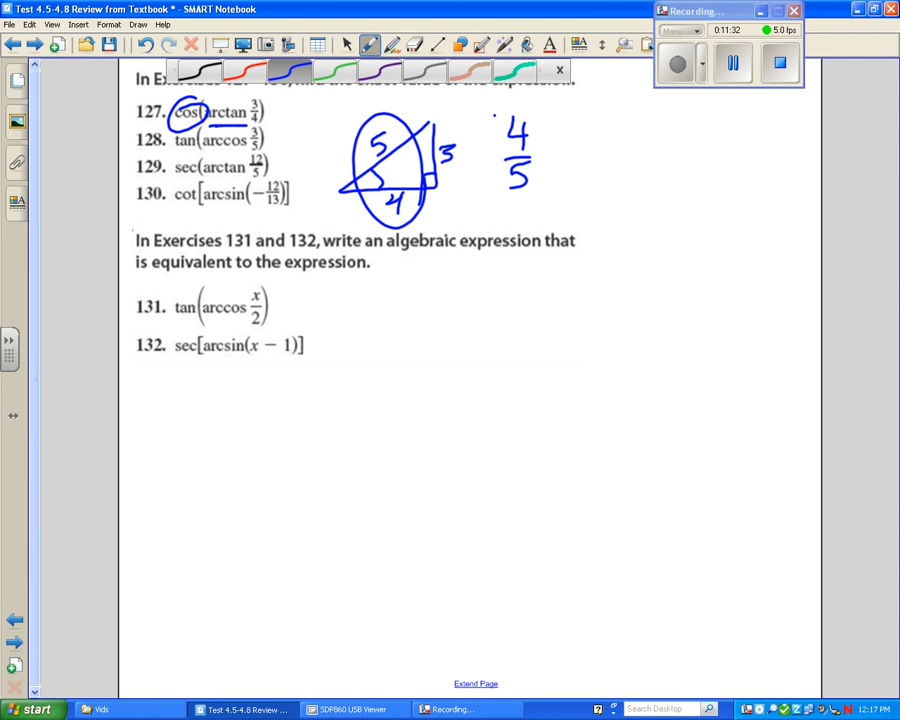 Test 4.5-4.8 Review from Textbook * - SMART Notebook
Recording...
File Edit View Insert Format Draw Help
Menu
0:11:32
5.0 fps
x
127. cos(arctan 3/4)
128. tan(arccos 3/5)
129. sec(arctan 12/5)
130. cot[arcsin(−12/13)]
5
3
4
4/5
In Exercises 131 and 132, write an algebraic expression that
is equivalent to the expression.
131. tan(arccos x/2)
132. sec[arcsin(x − 1)]
Extend Page
start
Vids
Test 4.5-4.8 Review ...
SDP860 USB Viewer
Recording...
Search Desktop
12:17 PM